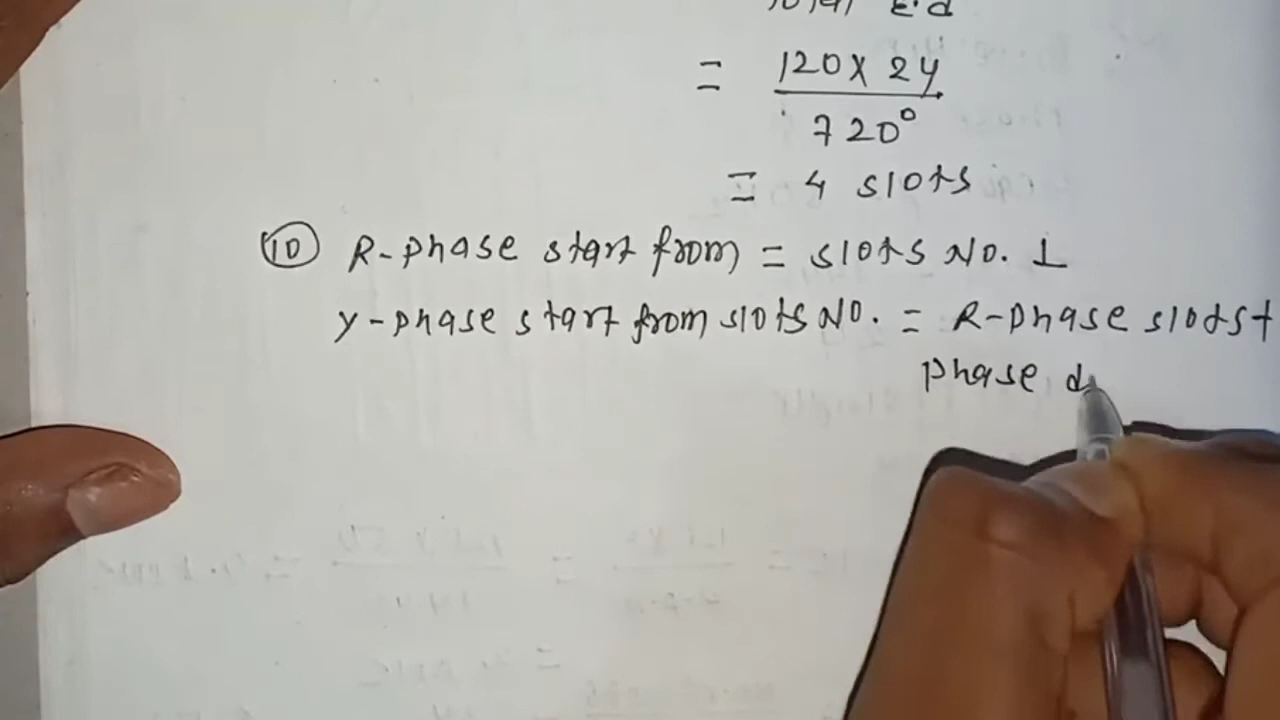 Total E.d
= 120 X 24
720°
= 4 slots
(10) R-phase start from = slots No. 1
Y-phase start from slots No. = R-phase slots +
phase d